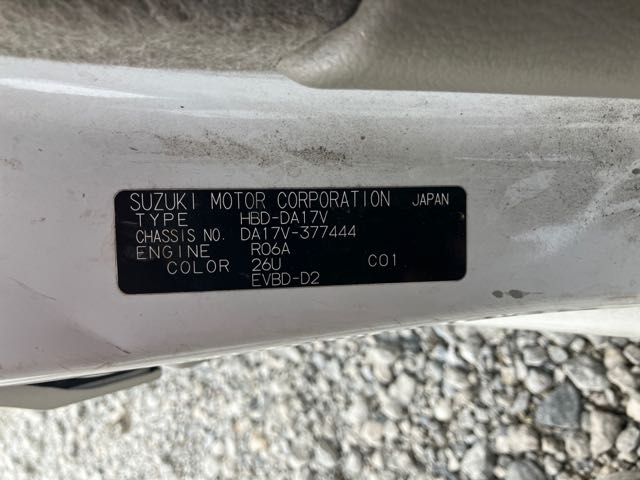 SUZUKI MOTOR CORPORATION JAPAN
TYPE HBD-DA17V
CHASSIS NO. DA17V-377444
ENGINE R06A
COLOR 26U C01
EVBD-D2